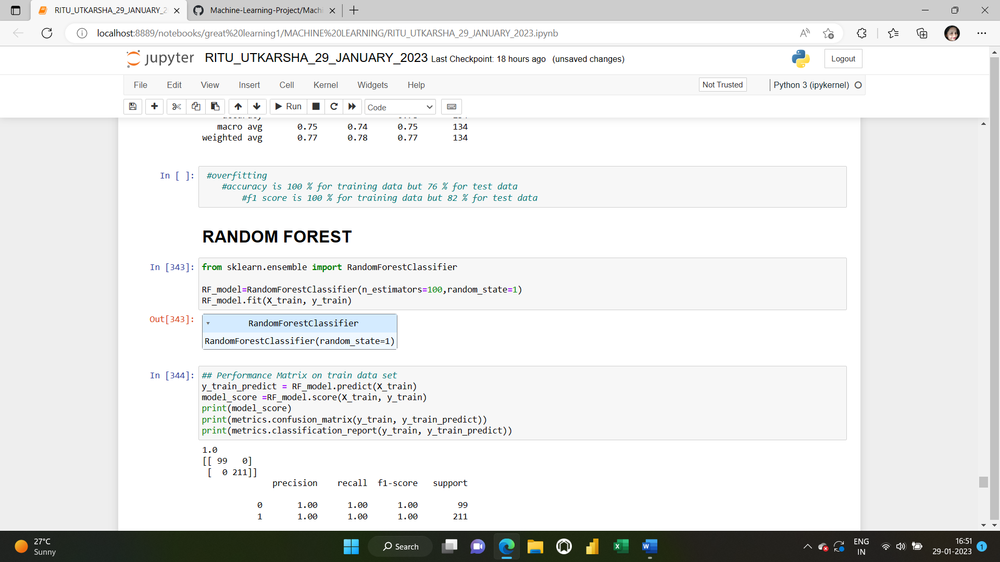 RITU_UTKARSHA_29_JANUARY_2
Machine-Learning-Project/Machi
localhost:8889/notebooks/great%20learning1/MACHINE%20LEARNING/RITU_UTKARSHA_29_JANUARY_2023.ipynb
jupyter RITU_UTKARSHA_29_JANUARY_2023 Last Checkpoint: 18 hours ago (unsaved changes)
Logout
File Edit View Insert Cell Kernel Widgets Help
Not Trusted
Python 3 (ipykernel)
Run
Code
macro avg 0.75 0.74 0.75 134
weighted avg 0.77 0.78 0.77 134
In [ ]: #overfitting
#accuracy is 100 % for training data but 76 % for test data
#f1 score is 100 % for training data but 82 % for test data
RANDOM FOREST
In [343]: from sklearn.ensemble import RandomForestClassifier
RF_model=RandomForestClassifier(n_estimators=100,random_state=1)
RF_model.fit(X_train, y_train)
Out[343]: RandomForestClassifier
RandomForestClassifier(random_state=1)
In [344]: ## Performance Matrix on train data set
y_train_predict = RF_model.predict(X_train)
model_score =RF_model.score(X_train, y_train)
print(model_score)
print(metrics.confusion_matrix(y_train, y_train_predict))
print(metrics.classification_report(y_train, y_train_predict))
1.0
[[ 99 0]
[ 0 211]]
precision recall f1-score support
0 1.00 1.00 1.00 99
1 1.00 1.00 1.00 211
27°C
Sunny
Search
ENG
IN
16:51
29-01-2023
1